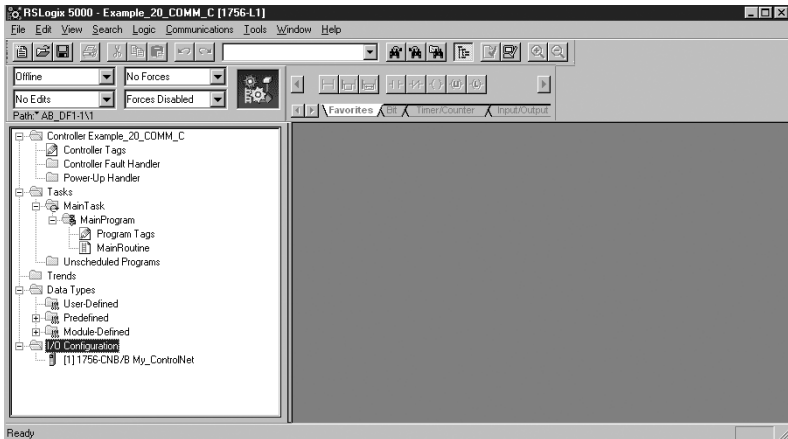 RSLogix 5000 - Example_20_COMM_C [1756-L1]
File Edit View Search Logic Communications Tools Window Help
Offline
No Forces
No Edits
Forces Disabled
Path:* AB_DF1-1\1
Favorites Bit Timer/Counter Input/Output
Controller Example_20_COMM_C
Controller Tags
Controller Fault Handler
Power-Up Handler
Tasks
MainTask
MainProgram
Program Tags
MainRoutine
Unscheduled Programs
Trends
Data Types
User-Defined
Predefined
Module-Defined
I/O Configuration
[1] 1756-CNB/B My_ControlNet
Ready